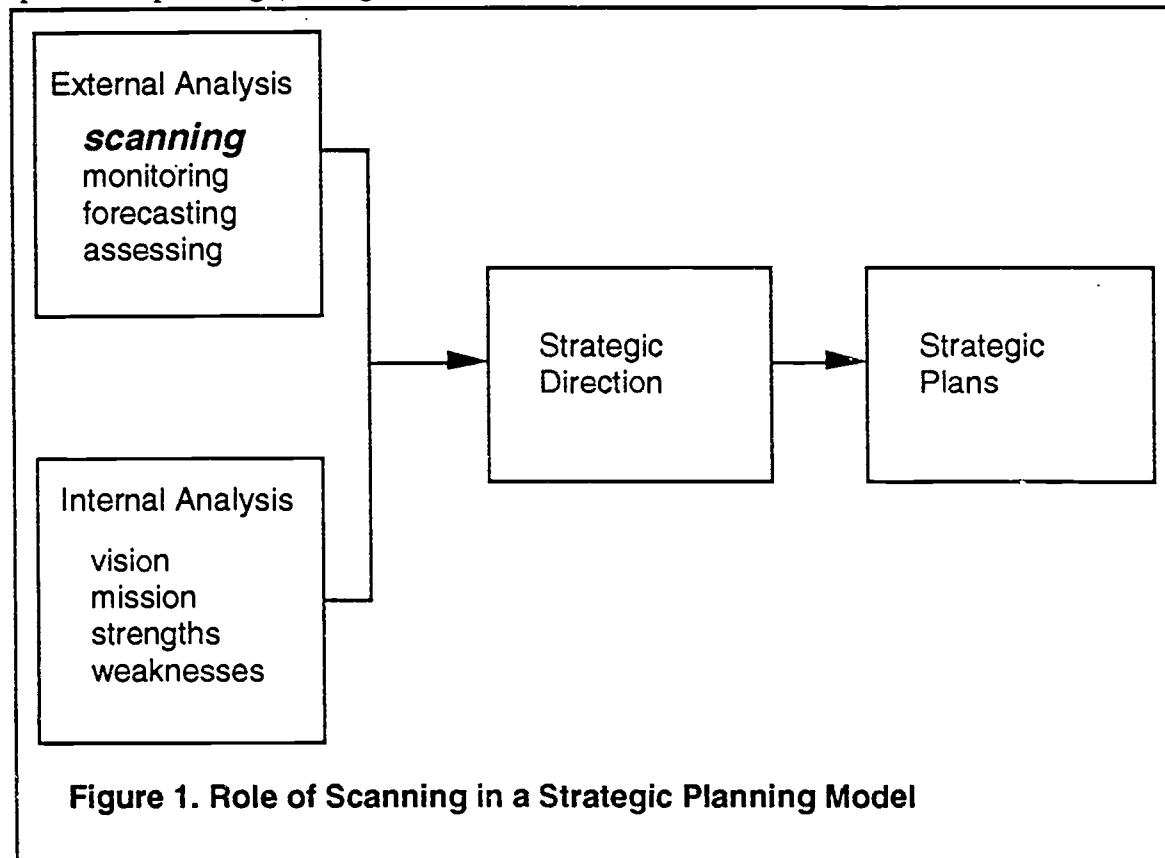 External Analysis
scanning
monitoring
forecasting
assessing
Strategic
Direction
Strategic
Plans
Internal Analysis
vision
mission
strengths
weaknesses
Figure 1. Role of Scanning in a Strategic Planning Model